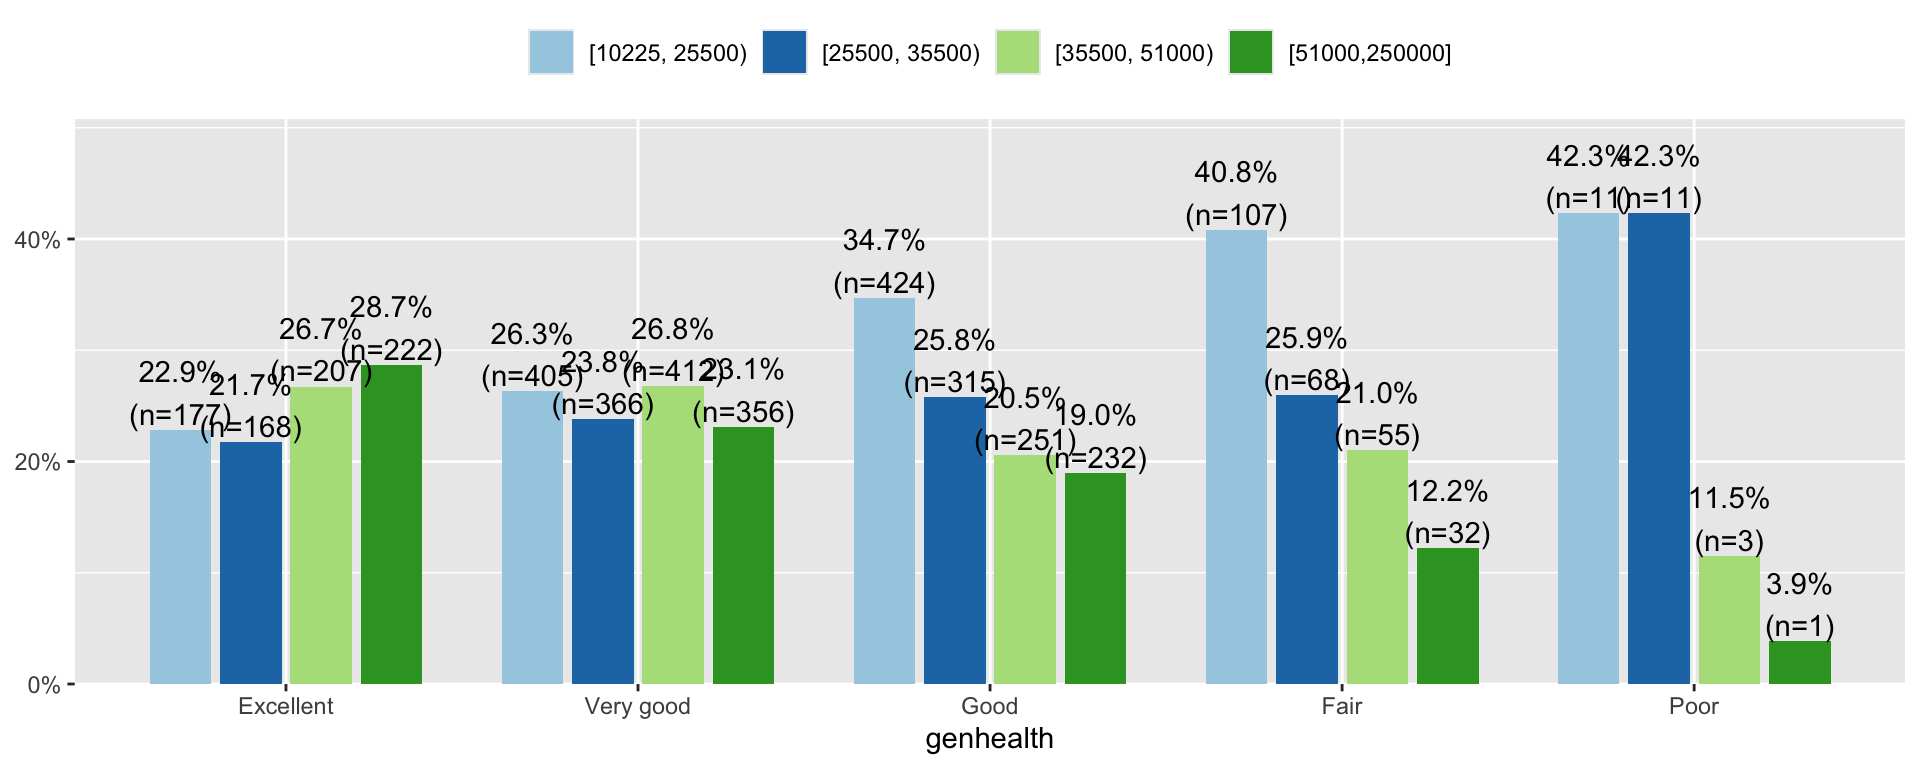 [10225, 25500)
[25500, 35500)
[35500, 51000)
[51000,250000]
40%
20%
0%
22.9%
(n=177)
21.7%
(n=168)
26.7%
(n=207)
28.7%
(n=222)
26.3%
(n=405)
23.8%
(n=366)
26.8%
(n=412)
23.1%
(n=356)
34.7%
(n=424)
25.8%
(n=315)
20.5%
(n=251)
19.0%
(n=232)
40.8%
(n=107)
25.9%
(n=68)
21.0%
(n=55)
12.2%
(n=32)
42.3%
(n=11)
42.3%
(n=11)
11.5%
(n=3)
3.9%
(n=1)
Excellent
Very good
Good
Fair
Poor
genhealth